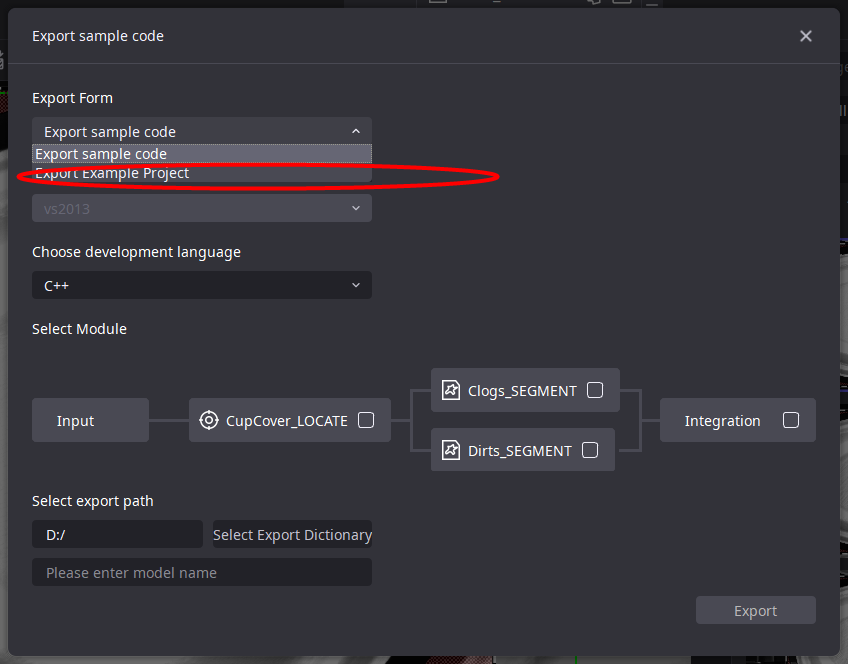 Export sample code
Export Form
Export sample code
Export sample code
Export Example Project
vs2013
Choose development language
C++
Select Module
Input
CupCover_LOCATE
Clogs_SEGMENT
Dirts_SEGMENT
Integration
Select export path
D:/
Select Export Dictionary
Please enter model name
Export